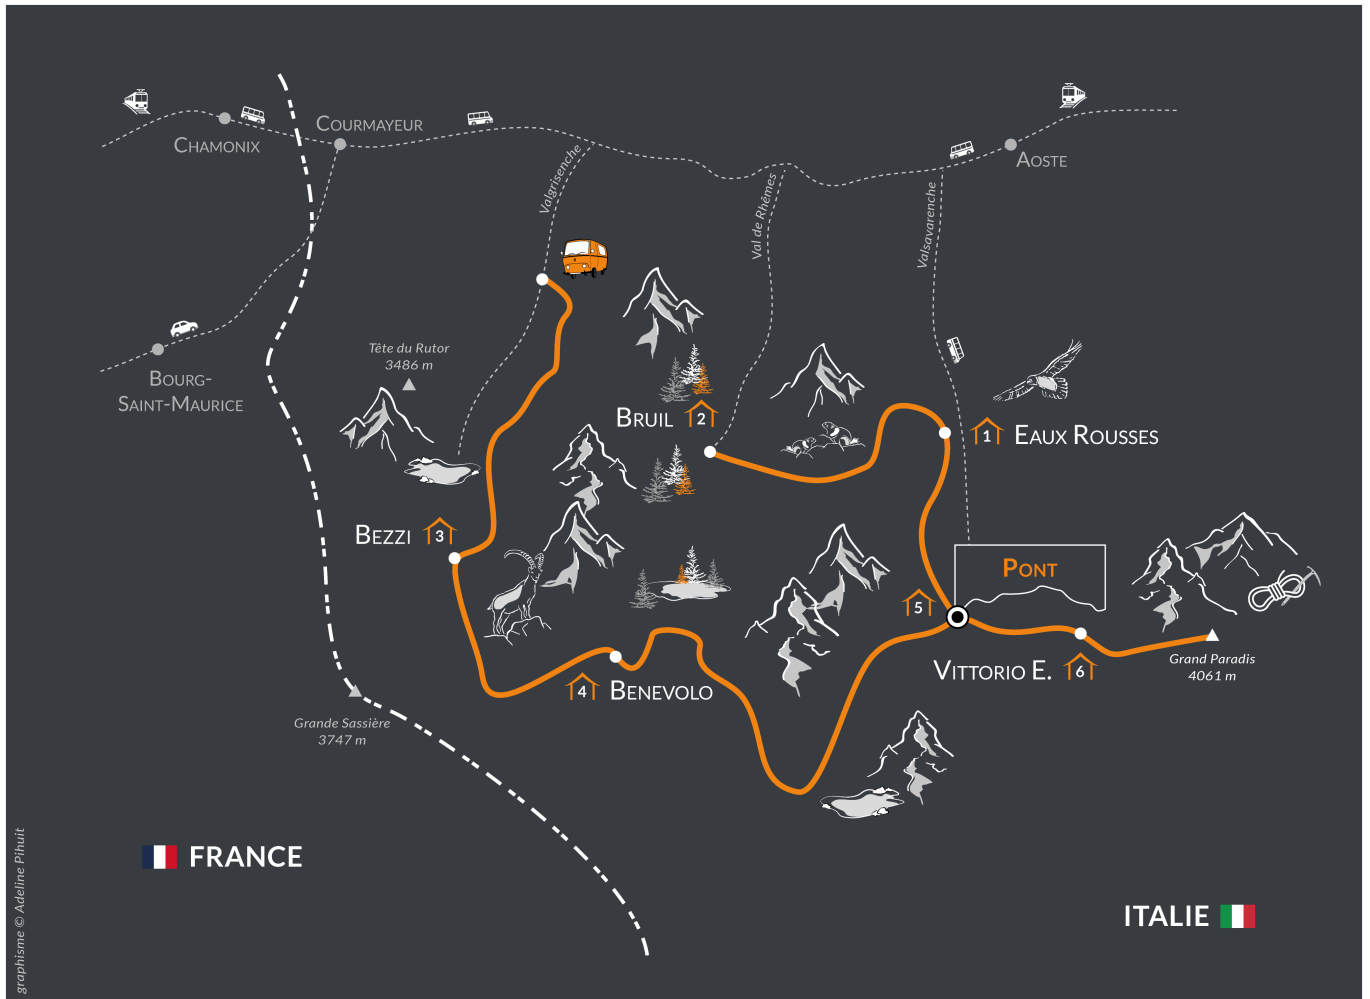 CHAMONIX
COURMAYEUR
AOSTE
Valgrisenche
Val de Rhêmes
Valsavarenche
BOURG-
SAINT-MAURICE
Tête du Rutor
3486 m
BRUIL 2
1 EAUX ROUSSES
BEZZI 3
PONT
5
VITTORIO E. 6
Grand Paradis
4061 m
4 BENEVOLO
Grande Sassière
3747 m
FRANCE
ITALIE
graphisme © Adeline Pihuit